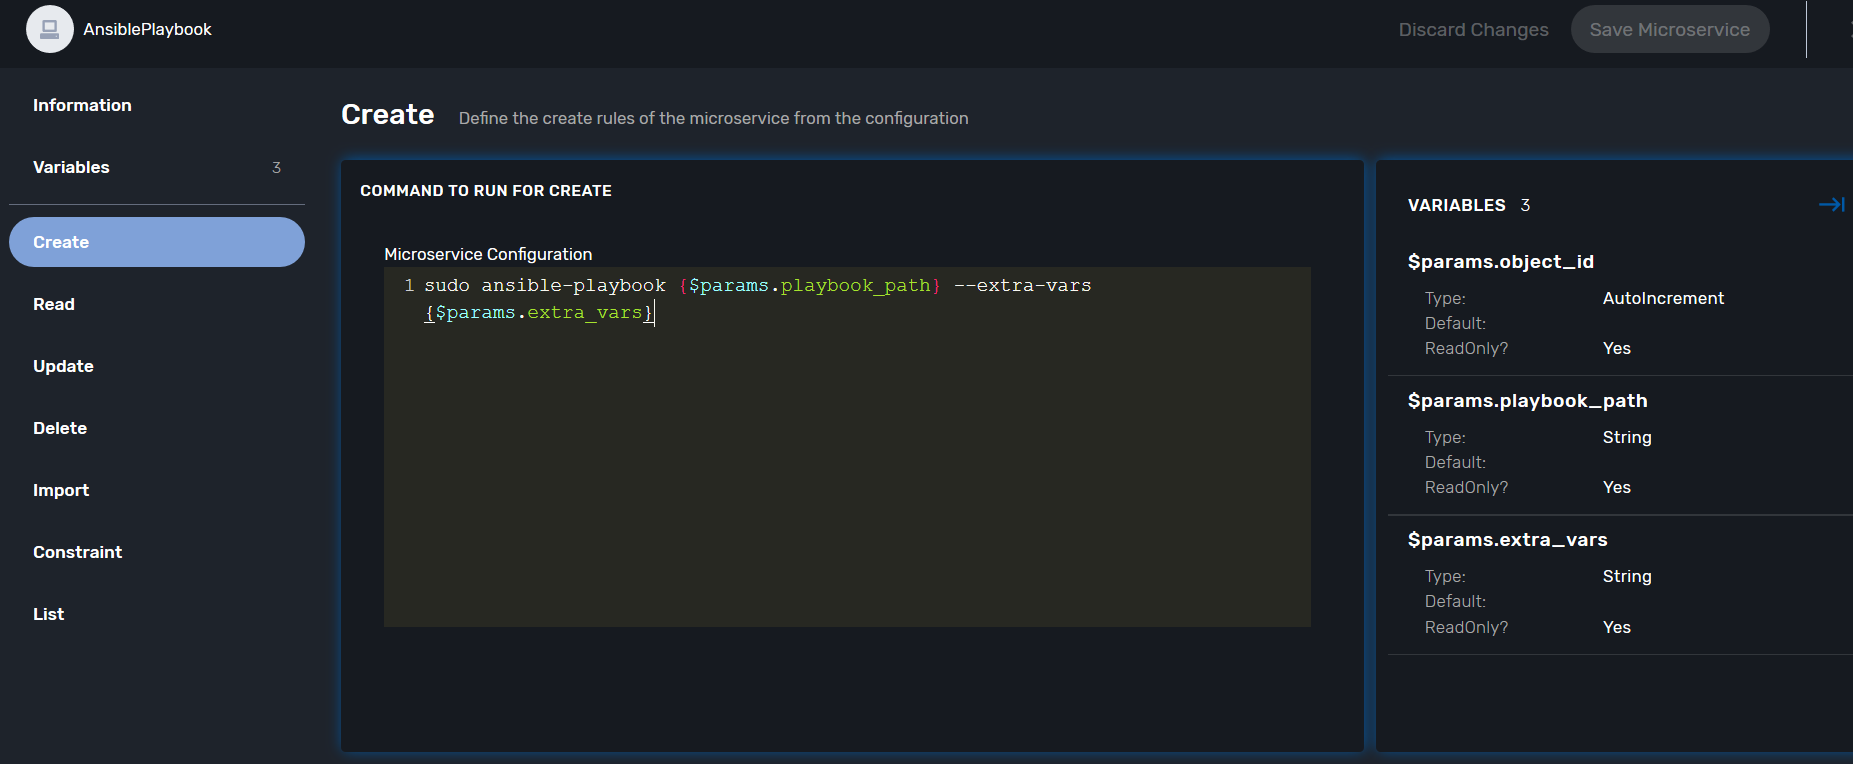 AnsiblePlaybook
Discard Changes
Save Microservice
Information
Variables 3
Create
Read
Update
Delete
Import
Constraint
List
Create Define the create rules of the microservice from the configuration
COMMAND TO RUN FOR CREATE
Microservice Configuration
1 sudo ansible-playbook {$params.playbook_path} --extra-vars
{$params.extra_vars}
VARIABLES 3
$params.object_id
Type: AutoIncrement
Default:
ReadOnly? Yes
$params.playbook_path
Type: String
Default:
ReadOnly? Yes
$params.extra_vars
Type: String
Default:
ReadOnly? Yes